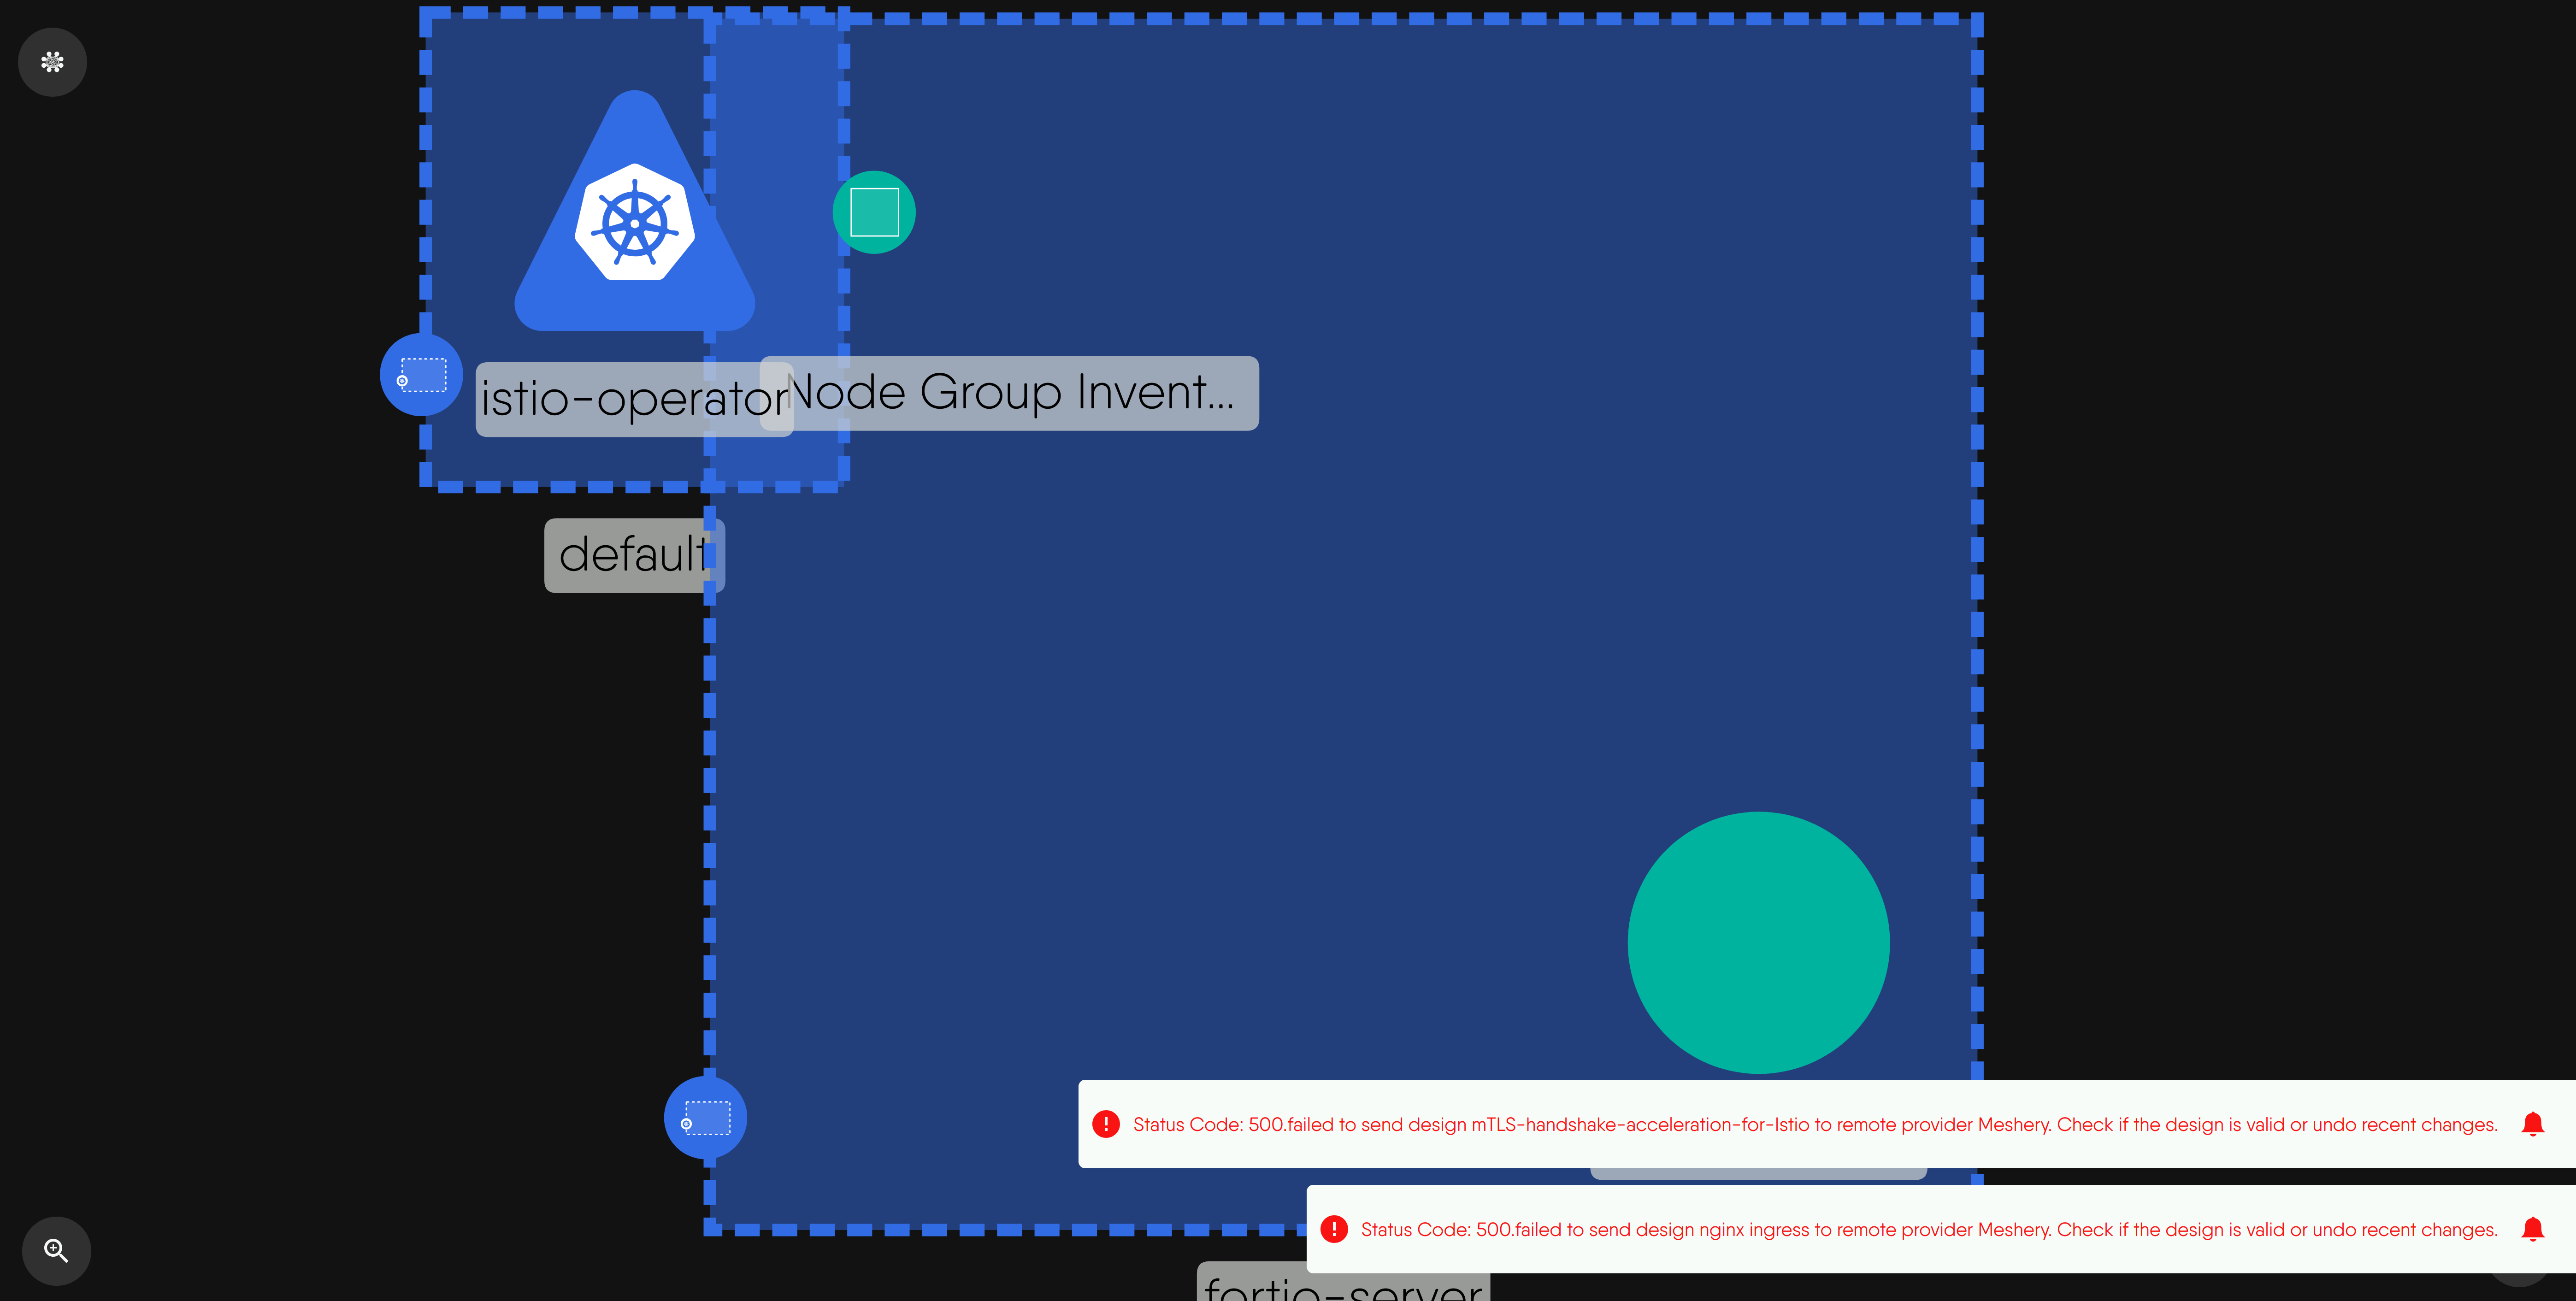 istio-operator
Node Group Invent...
default
Status Code: 500.failed to send design mTLS-handshake-acceleration-for-Istio to remote provider Meshery. Check if the design is valid or undo recent changes.
Status Code: 500.failed to send design nginx ingress to remote provider Meshery. Check if the design is valid or undo recent changes.
fortio-server